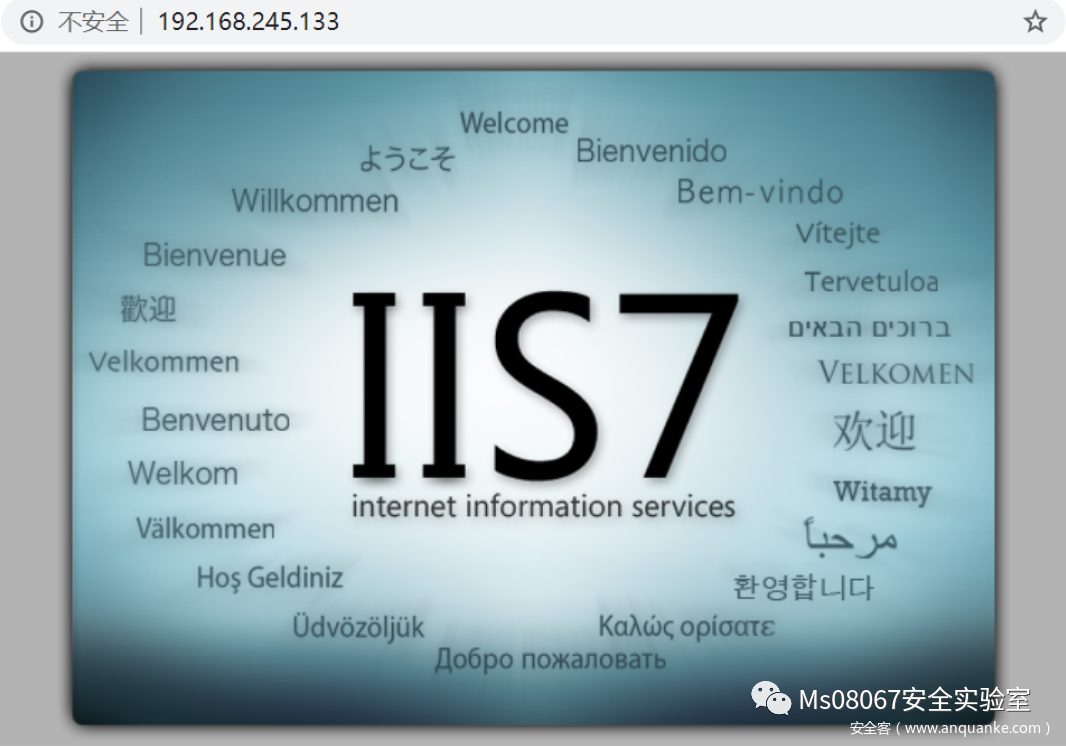 不安全 192.168.245.133
Welcome
ようこそ
Bienvenido
Willkommen
Bem-vindo
Vítejte
Bienvenue
Tervetuloa
歡迎
ברוכים הבאים
Velkommen
VELKOMEN
IIS7
Benvenuto
欢迎
Welkom
Witamy
internet information services
Välkommen
مرحباً
Hoş Geldiniz
환영합니다
Üdvözöljük
Καλώς ορίσατε
Добро пожаловать
Ms08067安全实验室
安全客（www.anquanke.com）